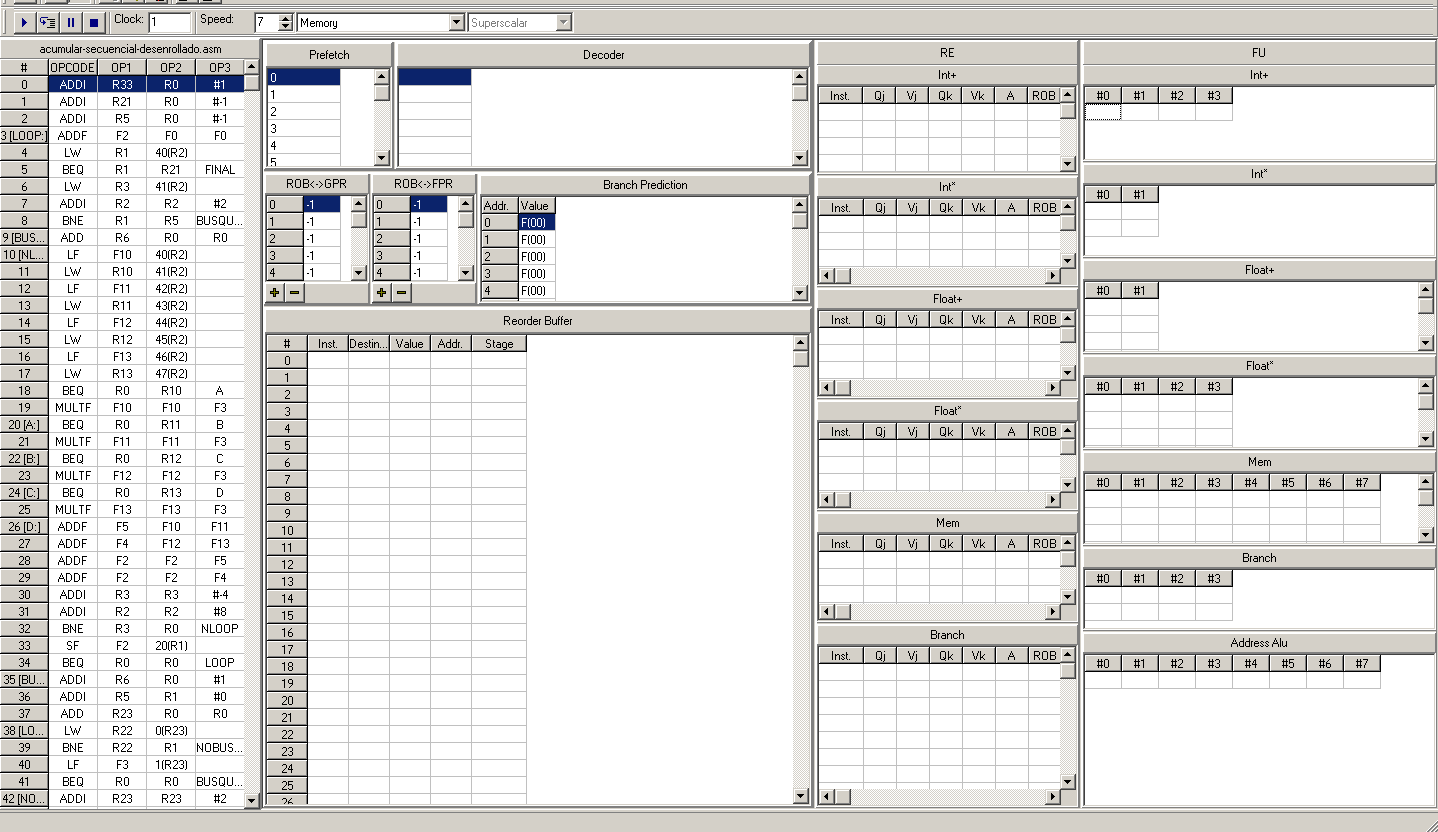 Clock: 1 Speed: 7 Memory Superscalar
acumular-secuencial-desenrollado.asm
# OPCODE OP1 OP2 OP3
0 ADDI R33 R0 #1
1 ADDI R21 R0 #-1
2 ADDI R5 R0 #-1
3 [LOOP:] ADDF F2 F0 F0
4 LW R1 40(R2)
5 BEQ R1 R21 FINAL
6 LW R3 41(R2)
7 ADDI R2 R2 #2
8 BNE R1 R5 BUSQU...
9 [BUS... ADD R6 R0 R0
10 [NL... LF F10 40(R2)
11 LW R10 41(R2)
12 LF F11 42(R2)
13 LW R11 43(R2)
14 LF F12 44(R2)
15 LW R12 45(R2)
16 LF F13 46(R2)
17 LW R13 47(R2)
18 BEQ R0 R10 A
19 MULTF F10 F10 F3
20 [A:] BEQ R0 R11 B
21 MULTF F11 F11 F3
22 [B:] BEQ R0 R12 C
23 MULTF F12 F12 F3
24 [C:] BEQ R0 R13 D
25 MULTF F13 F13 F3
26 [D:] ADDF F5 F10 F11
27 ADDF F4 F12 F13
28 ADDF F2 F2 F5
29 ADDF F2 F2 F4
30 ADDI R3 R3 #-4
31 ADDI R2 R2 #8
32 BNE R3 R0 NLOOP
33 SF F2 20(R1)
34 BEQ R0 R0 LOOP
35 [BU... ADDI R6 R0 #1
36 ADDI R5 R1 #0
37 ADD R23 R0 R0
38 [LO... LW R22 0(R23)
39 BNE R22 R1 NOBUS...
40 LF F3 1(R23)
41 BEQ R0 R0 BUSQU...
42 [NO... ADDI R23 R23 #2
Prefetch
0
1
2
3
4
5
Decoder
ROB<->GPR
0 -1
1 -1
2 -1
3 -1
4 -1
ROB<->FPR
0 -1
1 -1
2 -1
3 -1
4 -1
Branch Prediction
Addr. Value
0 F(00)
1 F(00)
2 F(00)
3 F(00)
4 F(00)
Reorder Buffer
# Inst. Destin... Value Addr. Stage
0
1
2
3
4
5
6
7
8
9
10
11
12
13
14
15
16
17
18
19
20
21
22
23
24
25
26
RE
Int+
Inst. Qj Vj Qk Vk A ROB
Int*
Inst. Qj Vj Qk Vk A ROB
Float+
Inst. Qj Vj Qk Vk A ROB
Float*
Inst. Qj Vj Qk Vk A ROB
Mem
Inst. Qj Vj Qk Vk A ROB
Branch
Inst. Qj Vj Qk Vk A ROB
FU
Int+
#0 #1 #2 #3
Int*
#0 #1
Float+
#0 #1
Float*
#0 #1 #2 #3
Mem
#0 #1 #2 #3 #4 #5 #6 #7
Branch
#0 #1 #2 #3
Address Alu
#0 #1 #2 #3 #4 #5 #6 #7